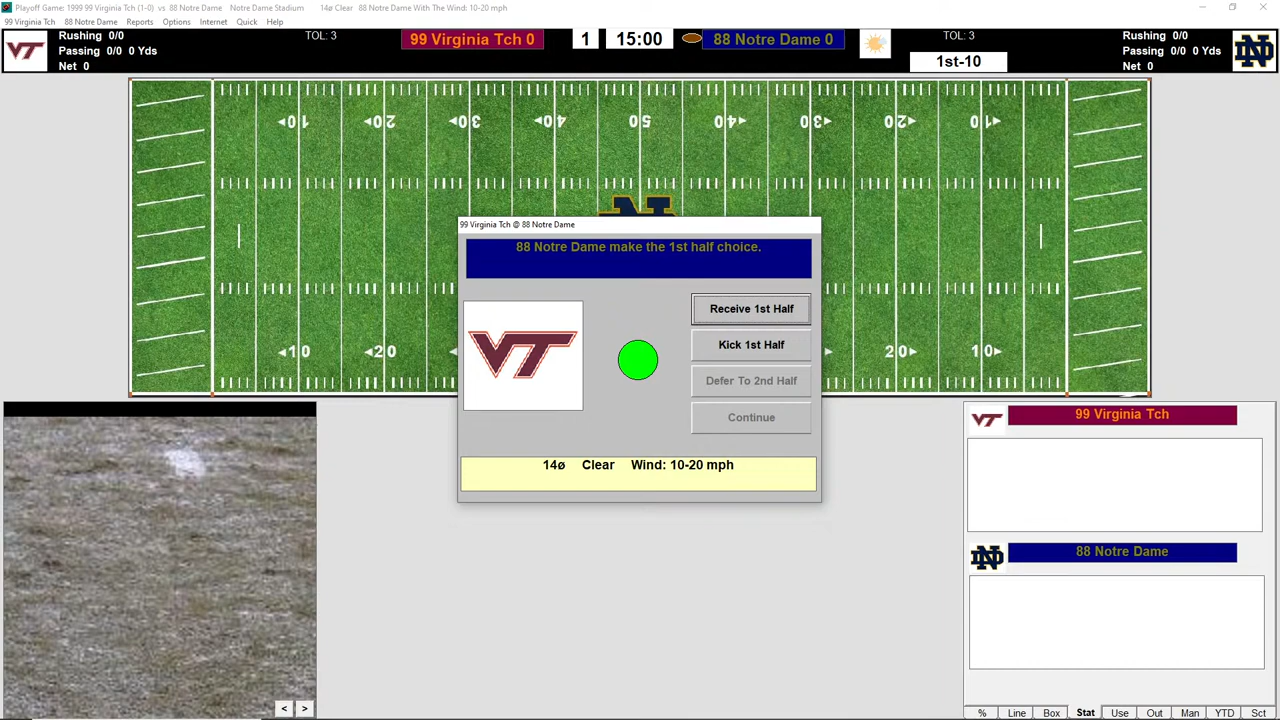 Playoff Game: 1999 99 Virginia Tch (1-0) vs 88 Notre Dame Notre Dame Stadium 14ø Clear 88 Notre Dame With The Wind: 10-20 mph
99 Virginia Tch 88 Notre Dame Reports Options Internet Quick Help
VT
Rushing 0/0
Passing 0/0 0 Yds
Net 0
TOL: 3
99 Virginia Tch 0
1
15:00
88 Notre Dame 0
TOL: 3
1st-10
Rushing 0/0
Passing 0/0 0 Yds
Net 0
ND
10 20 30 40 50 40 30 20 10
99 Virginia Tch @ 88 Notre Dame
88 Notre Dame make the 1st half choice.
VT
Receive 1st Half
Kick 1st Half
Defer To 2nd Half
Continue
14ø Clear Wind: 10-20 mph
10 20 20 10
VT
99 Virginia Tch
ND
88 Notre Dame
< >
% Line Box Stat Use Out Man YTD Sct